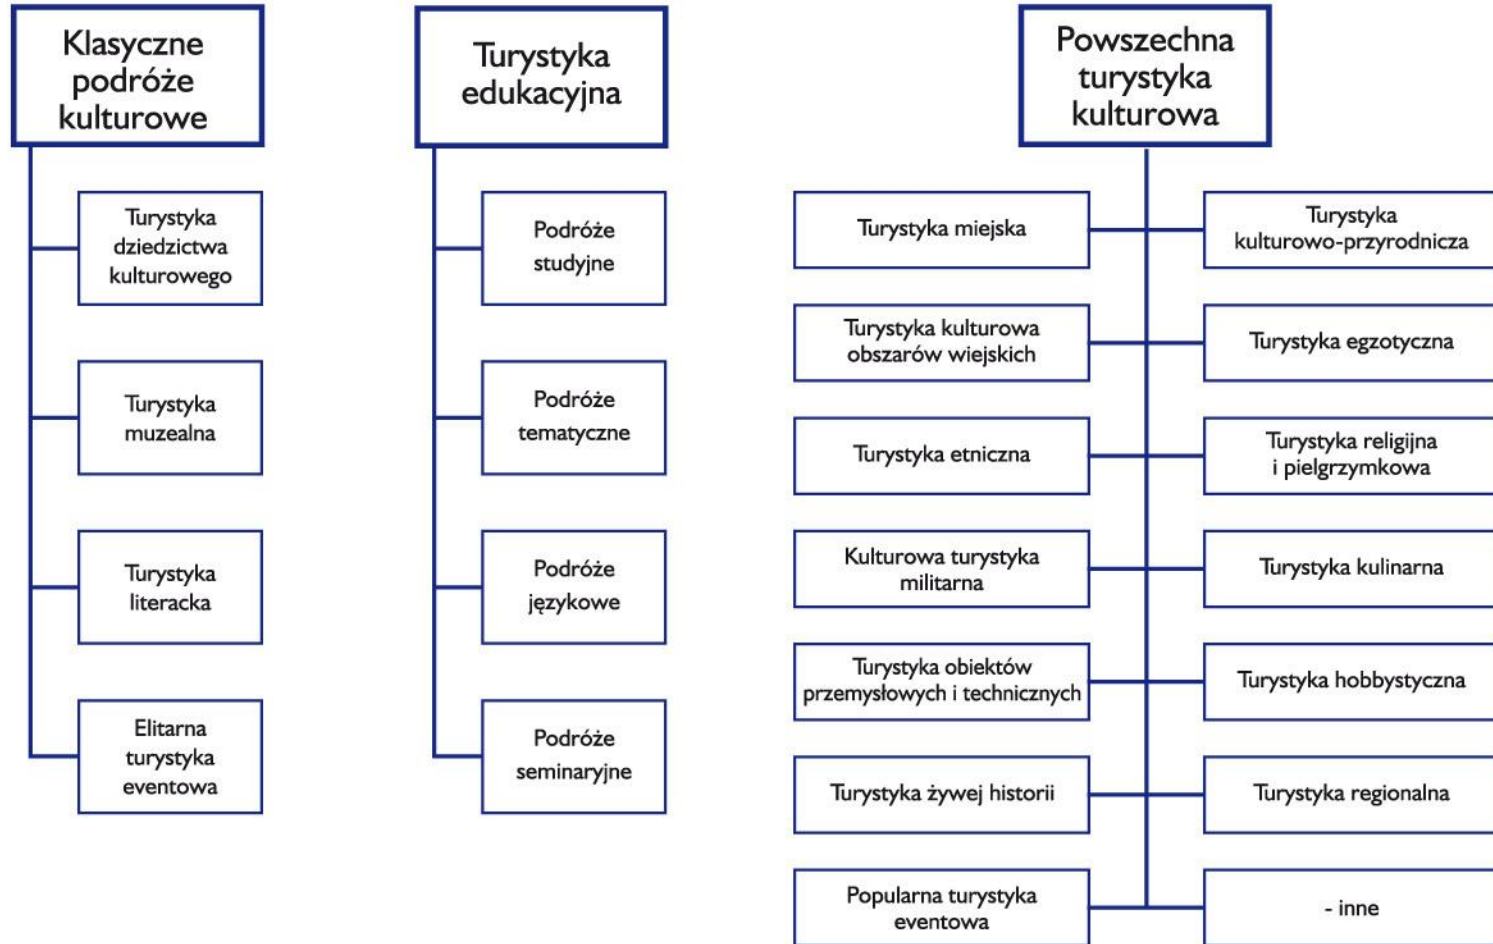 Klasyczne
podróże
kulturowe
Turystyka
dziedzictwa
kulturowego
Turystyka
muzealna
Turystyka
literacka
Elitarna
turystyka
eventowa
Turystyka
edukacyjna
Podróże
studyjne
Podróże
tematyczne
Podróże
językowe
Podróże
seminaryjne
Powszechna
turystyka
kulturowa
Turystyka miejska
Turystyka
kulturowo-przyrodnicza
Turystyka kulturowa
obszarów wiejskich
Turystyka egzotyczna
Turystyka etniczna
Turystyka religijna
i pielgrzymkowa
Kulturowa turystyka
militarna
Turystyka kulinarna
Turystyka obiektów
przemysłowych i technicznych
Turystyka hobbystyczna
Turystyka żywej historii
Turystyka regionalna
Popularna turystyka
eventowa
- inne